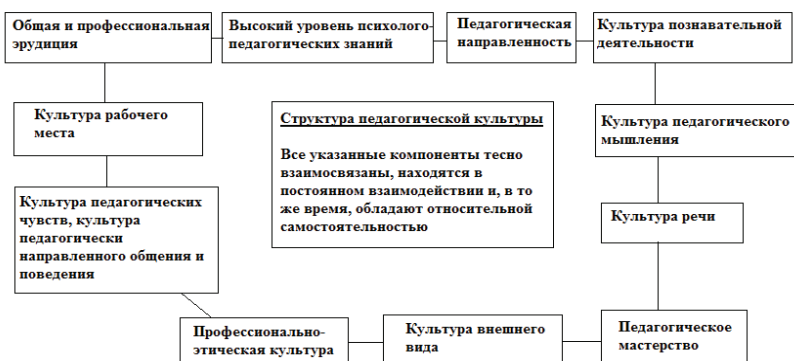 Общая и профессиональная
эрудиция
Высокий уровень психолого-
педагогических знаний
Педагогическая
направленность
Культура познавательной
деятельности
Культура рабочего
места
Структура педагогической культуры
Все указанные компоненты тесно
взаимосвязаны, находятся в
постоянном взаимодействии и, в то
же время, обладают относительной
самостоятельностью
Культура педагогического
мышления
Культура педагогических
чувств, культура
педагогически
направленного общения и
поведения
Культура речи
Профессионально-
этическая культура
Культура внешнего
вида
Педагогическое
мастерство